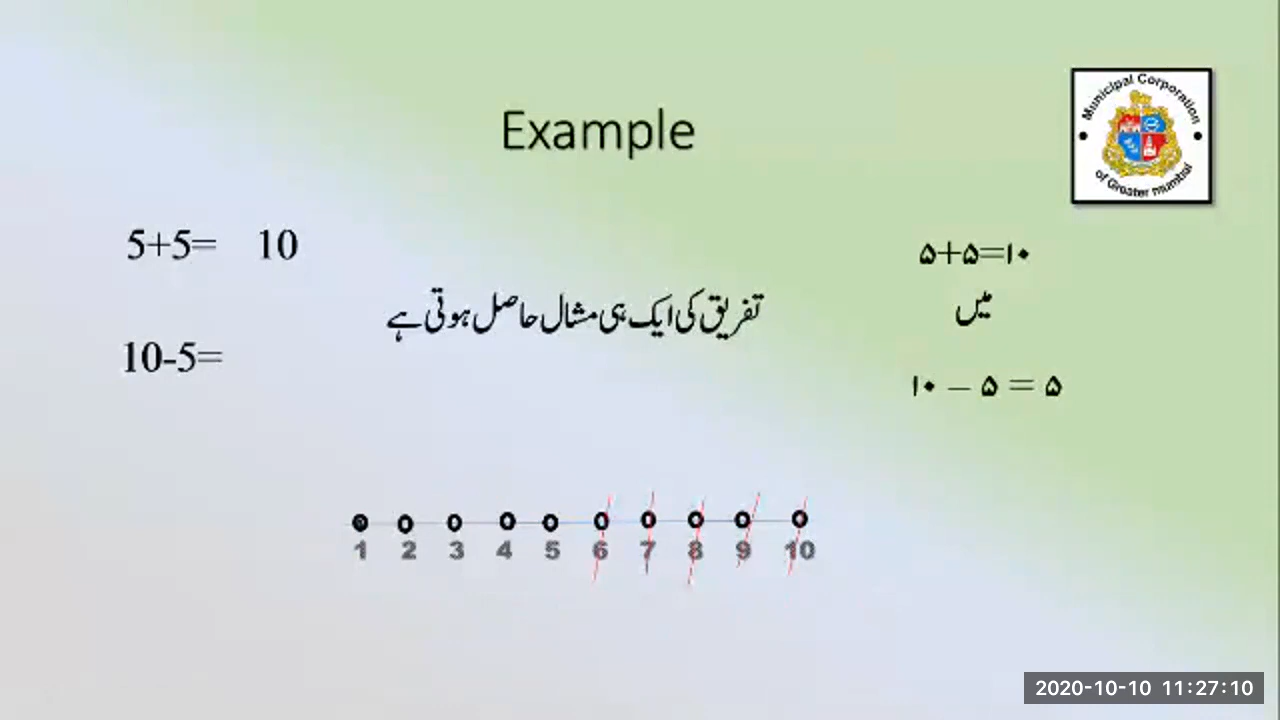 Municipal Corporation
of Greater mumbai
Example
5+5= 10
۵+۵=۱۰
میں
تفریق کی ایک ہی مثال حاصل ہوتی ہے
10-5=
۱۰ – ۵ = ۵
1 2 3 4 5 6 7 8 9 10
2020-10-10 11:27:10